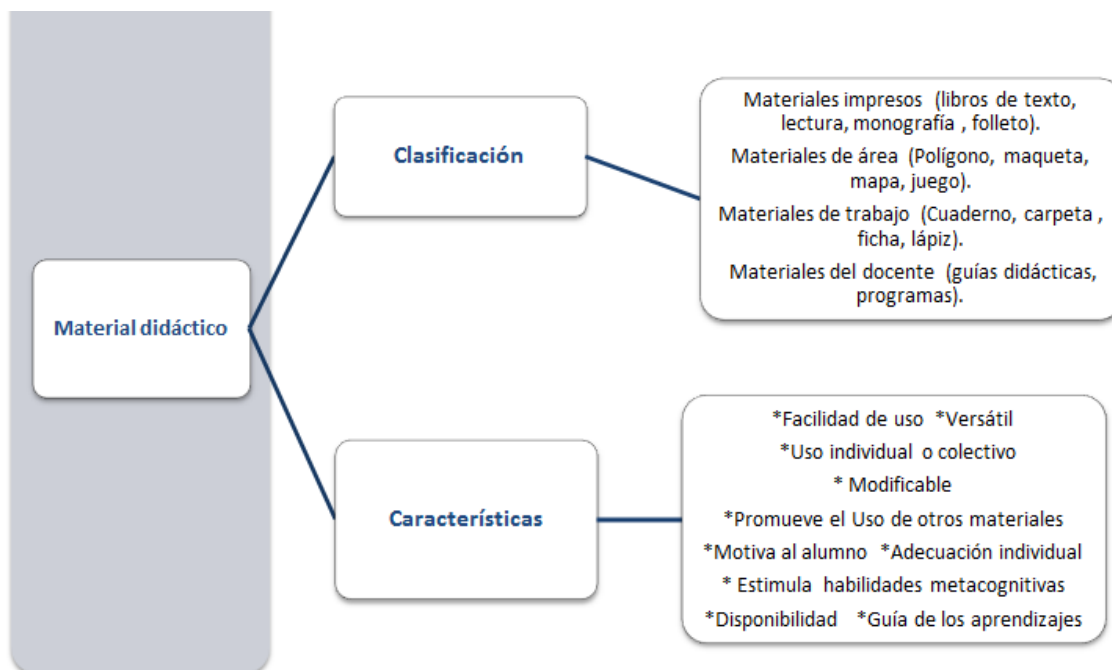 Material didáctico
Clasificación
Materiales impresos (libros de texto,
lectura, monografía , folleto).
Materiales de área (Polígono, maqueta,
mapa, juego).
Materiales de trabajo (Cuaderno, carpeta ,
ficha, lápiz).
Materiales del docente (guías didácticas,
programas).
Características
*Facilidad de uso *Versátil
*Uso individual o colectivo
* Modificable
*Promueve el Uso de otros materiales
*Motiva al alumno *Adecuación individual
* Estimula habilidades metacognitivas
*Disponibilidad *Guía de los aprendizajes